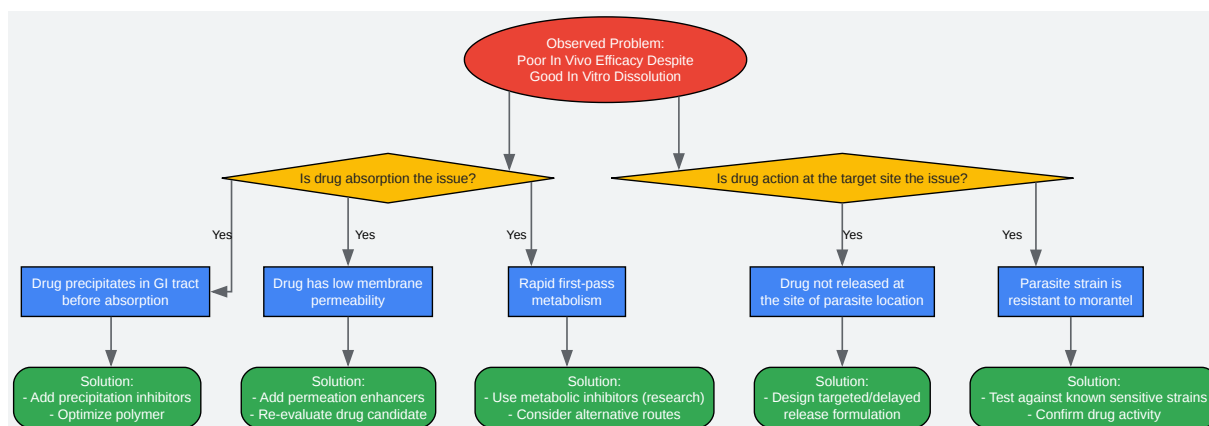 Observed Problem:
Poor In Vivo Efficacy Despite
Good In Vitro Dissolution
Is drug absorption the issue?
Is drug action at the target site the issue?
Yes
Yes
Yes
Yes
Yes
Drug precipitates in GI tract
before absorption
Drug has low membrane
permeability
Rapid first-pass
metabolism
Drug not released at
the site of parasite location
Parasite strain is
resistant to morantel
Solution:
- Add precipitation inhibitors
- Optimize polymer
Solution:
- Add permeation enhancers
- Re-evaluate drug candidate
Solution:
- Use metabolic inhibitors (research)
- Consider alternative routes
Solution:
- Design targeted/delayed
release formulation
Solution:
- Test against known sensitive strains
- Confirm drug activity